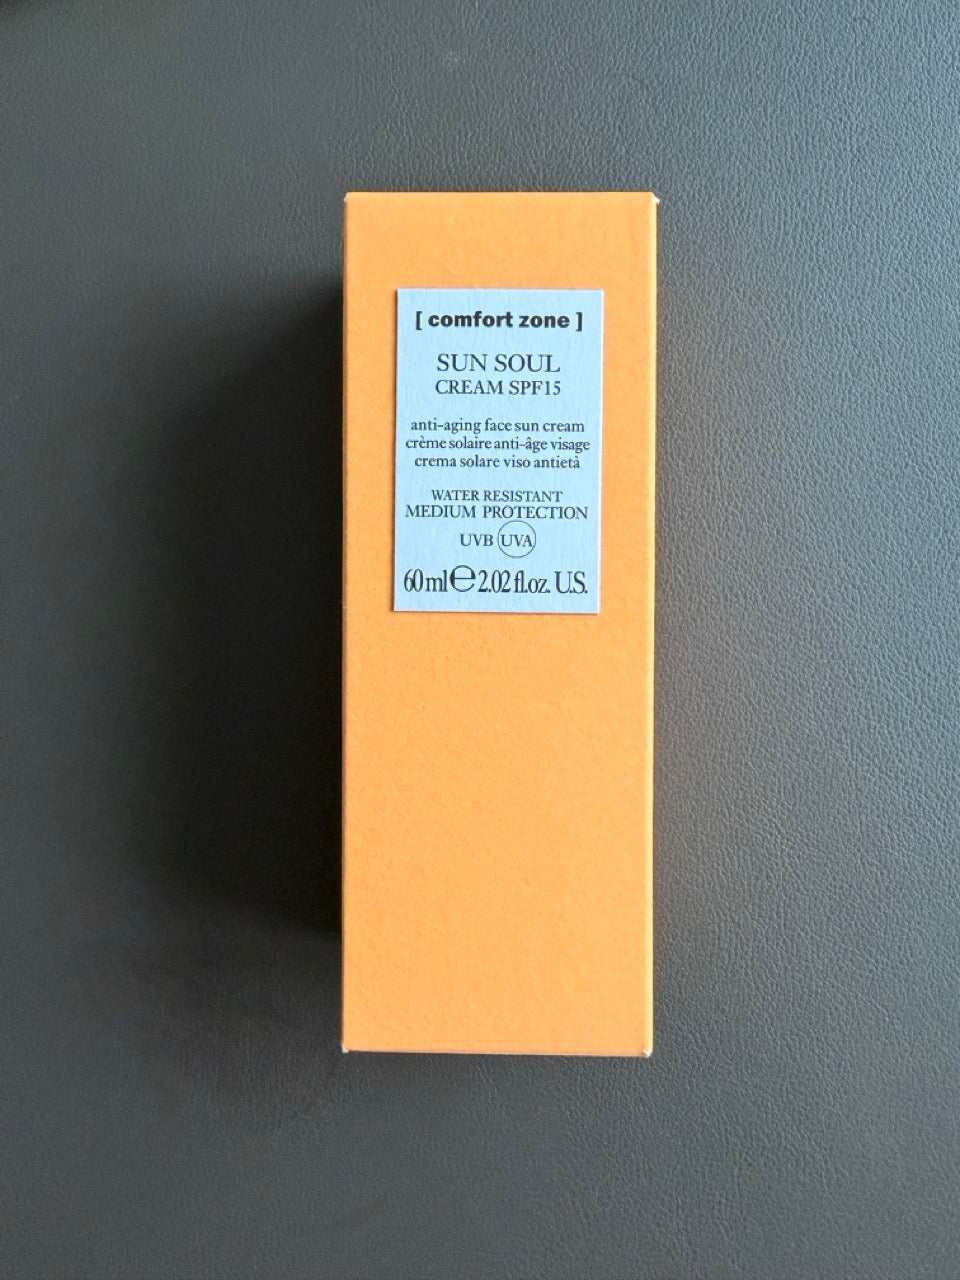 [ comfort zone ]
SUN SOUL
CREAM SPF15
anti-aging face sun cream
crème solaire anti-âge visage
crema solare viso antietà
WATER RESISTANT
MEDIUM PROTECTION
UVB UVA
60 ml ℮ 2.02 fl.oz. U.S.